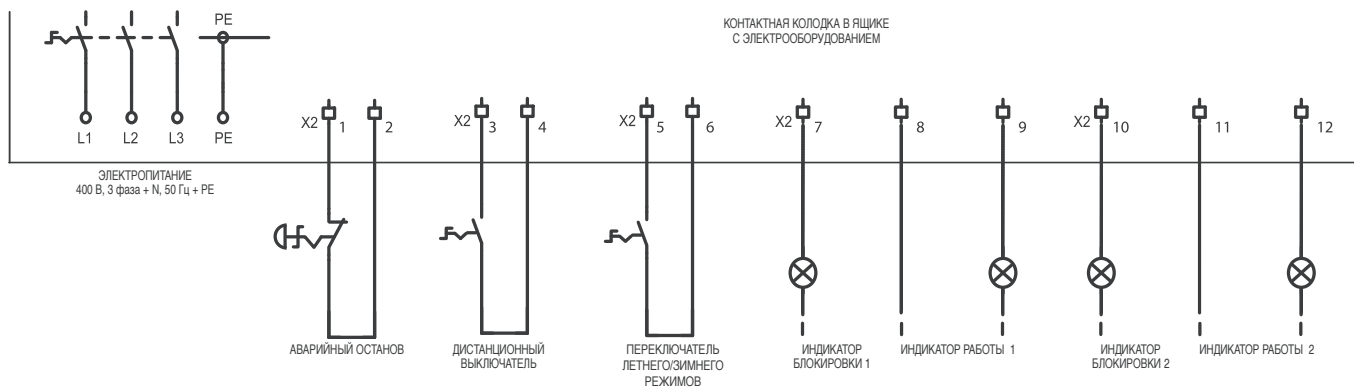 PE
КОНТАКТНАЯ КОЛОДКА В ЯЩИКЕ
С ЭЛЕКТРООБОРУДОВАНИЕМ
L1 L2 L3 PE
X2 1 2 X2 3 4 X2 5 6 X2 7 8 9 X2 10 11 12
ЭЛЕКТРОПИТАНИЕ
400 В, 3 фаза + N, 50 Гц + PE
АВАРИЙНЫЙ ОСТАНОВ
ДИСТАНЦИОННЫЙ
ВЫКЛЮЧАТЕЛЬ
ПЕРЕКЛЮЧАТЕЛЬ
ЛЕТНЕГО/ЗИМНЕГО
РЕЖИМОВ
ИНДИКАТОР
БЛОКИРОВКИ 1
ИНДИКАТОР РАБОТЫ 1
ИНДИКАТОР
БЛОКИРОВКИ 2
ИНДИКАТОР РАБОТЫ 2